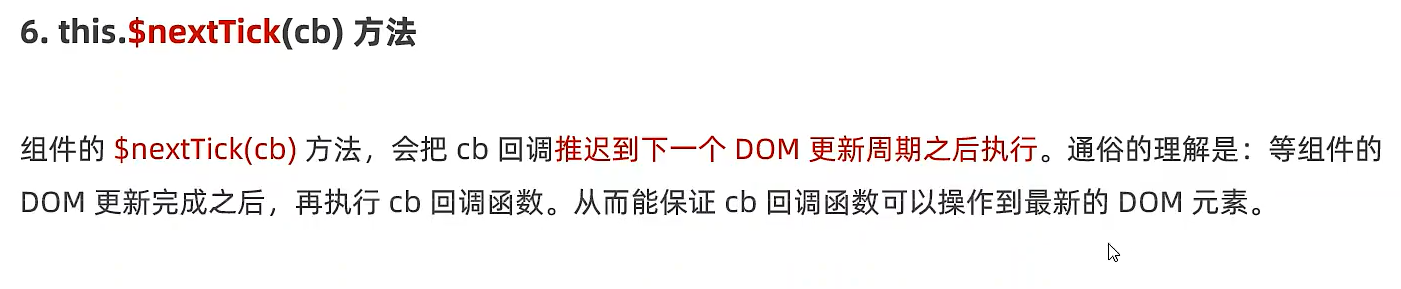 6. this.$nextTick(cb) 方法
组件的 $nextTick(cb) 方法，会把 cb 回调推迟到下一个 DOM 更新周期之后执行。通俗的理解是：等组件的
DOM 更新完成之后，再执行 cb 回调函数。从而能保证 cb 回调函数可以操作到最新的 DOM 元素。